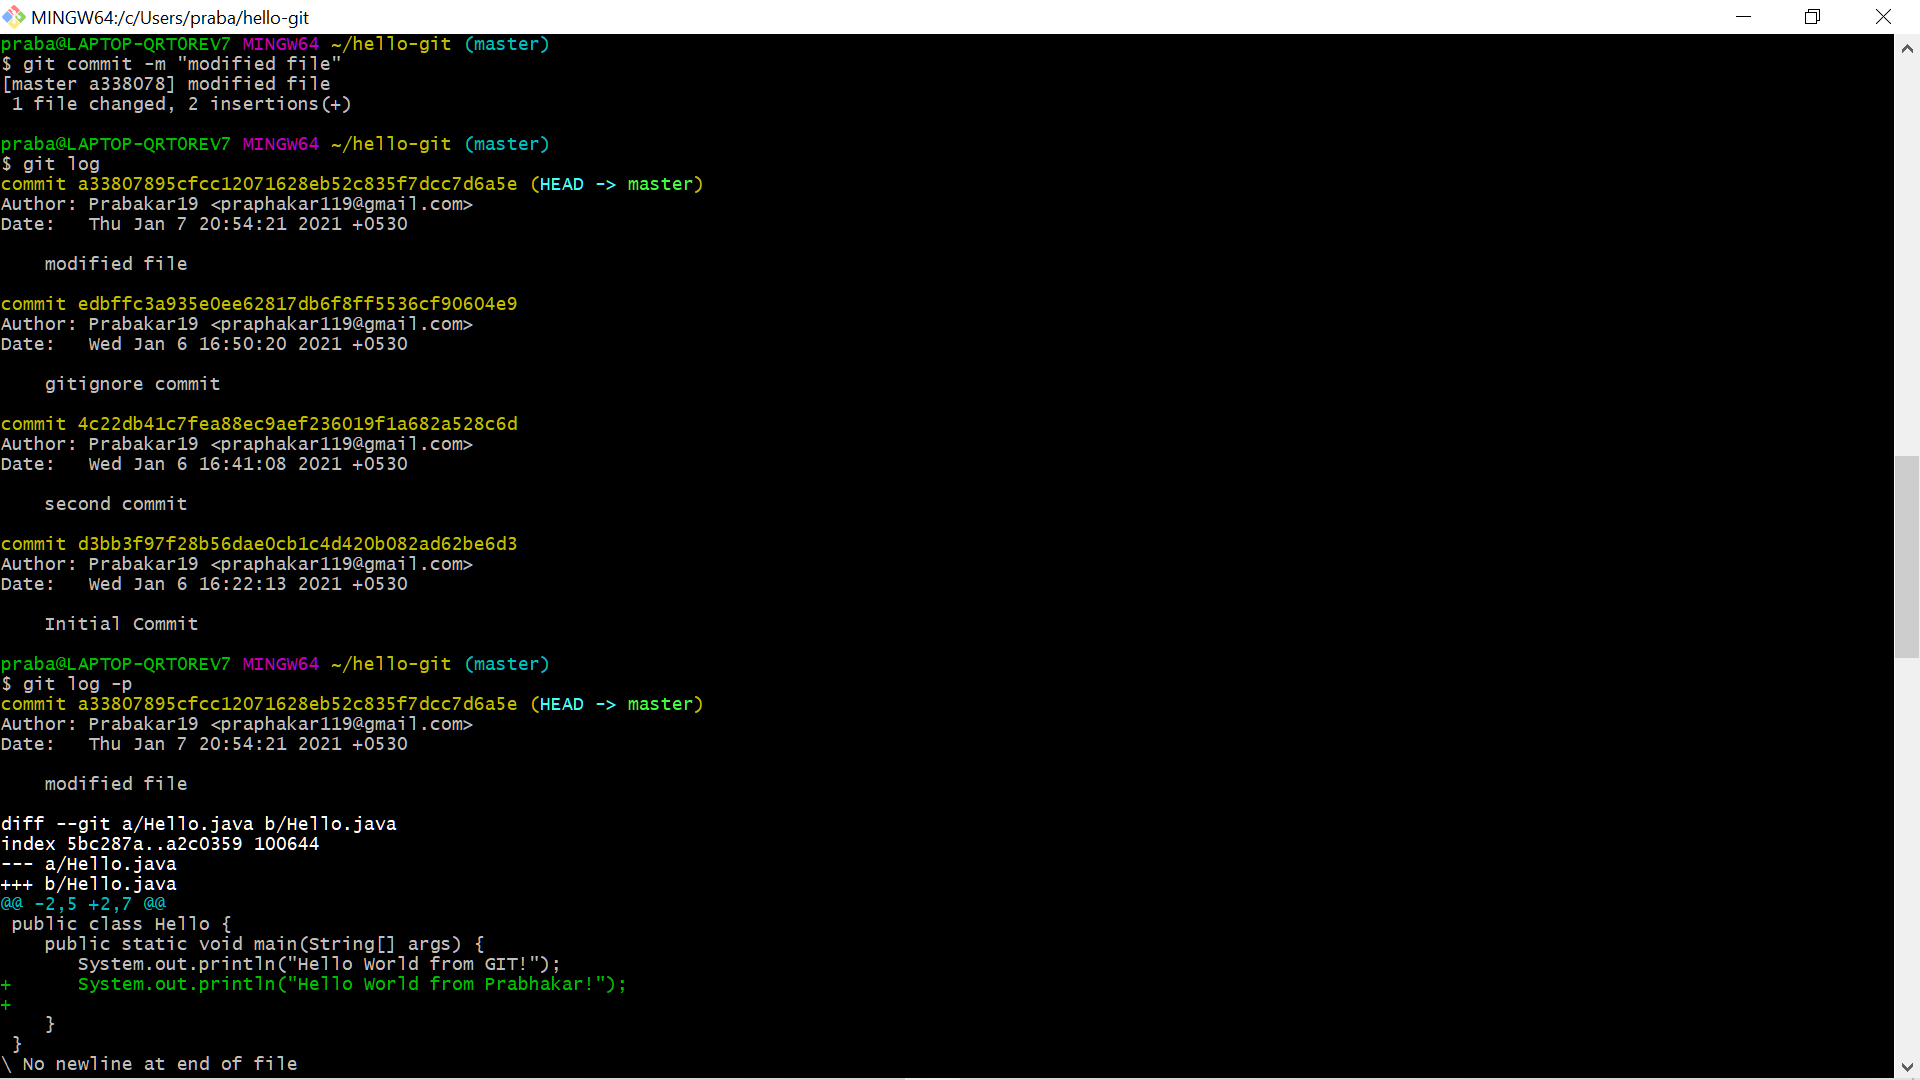 MINGW64:/c/Users/praba/hello-git
praba@LAPTOP-QRT0REV7 MINGW64 ~/hello-git (master)
$ git commit -m "modified file"
[master a338078] modified file
 1 file changed, 2 insertions(+)

praba@LAPTOP-QRT0REV7 MINGW64 ~/hello-git (master)
$ git log
commit a33807895cfcc12071628eb52c835f7dcc7d6a5e (HEAD -> master)
Author: Prabakar19 <praphakar119@gmail.com>
Date:   Thu Jan 7 20:54:21 2021 +0530

    modified file

commit edbffc3a935e0ee62817db6f8ff5536cf90604e9
Author: Prabakar19 <praphakar119@gmail.com>
Date:   Wed Jan 6 16:50:20 2021 +0530

    gitignore commit

commit 4c22db41c7fea88ec9aef236019f1a682a528c6d
Author: Prabakar19 <praphakar119@gmail.com>
Date:   Wed Jan 6 16:41:08 2021 +0530

    second commit

commit d3bb3f97f28b56dae0cb1c4d420b082ad62be6d3
Author: Prabakar19 <praphakar119@gmail.com>
Date:   Wed Jan 6 16:22:13 2021 +0530

    Initial Commit

praba@LAPTOP-QRT0REV7 MINGW64 ~/hello-git (master)
$ git log -p
commit a33807895cfcc12071628eb52c835f7dcc7d6a5e (HEAD -> master)
Author: Prabakar19 <praphakar119@gmail.com>
Date:   Thu Jan 7 20:54:21 2021 +0530

    modified file

diff --git a/Hello.java b/Hello.java
index 5bc287a..a2c0359 100644
--- a/Hello.java
+++ b/Hello.java
@@ -2,5 +2,7 @@
 public class Hello {
    public static void main(String[] args) {
       System.out.println("Hello World from GIT!");
+      System.out.println("Hello World from Prabhakar!");
+
    }
 }
\ No newline at end of file